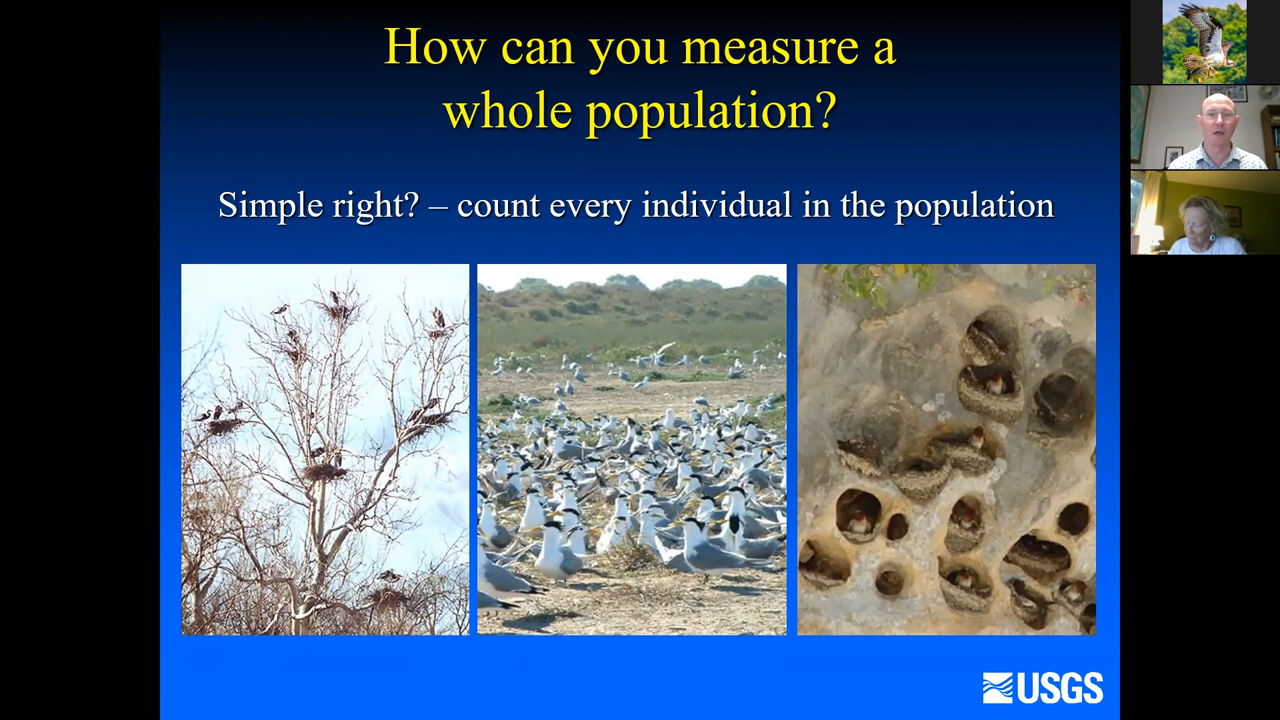 How can you measure a
whole population?
Simple right? – count every individual in the population
USGS